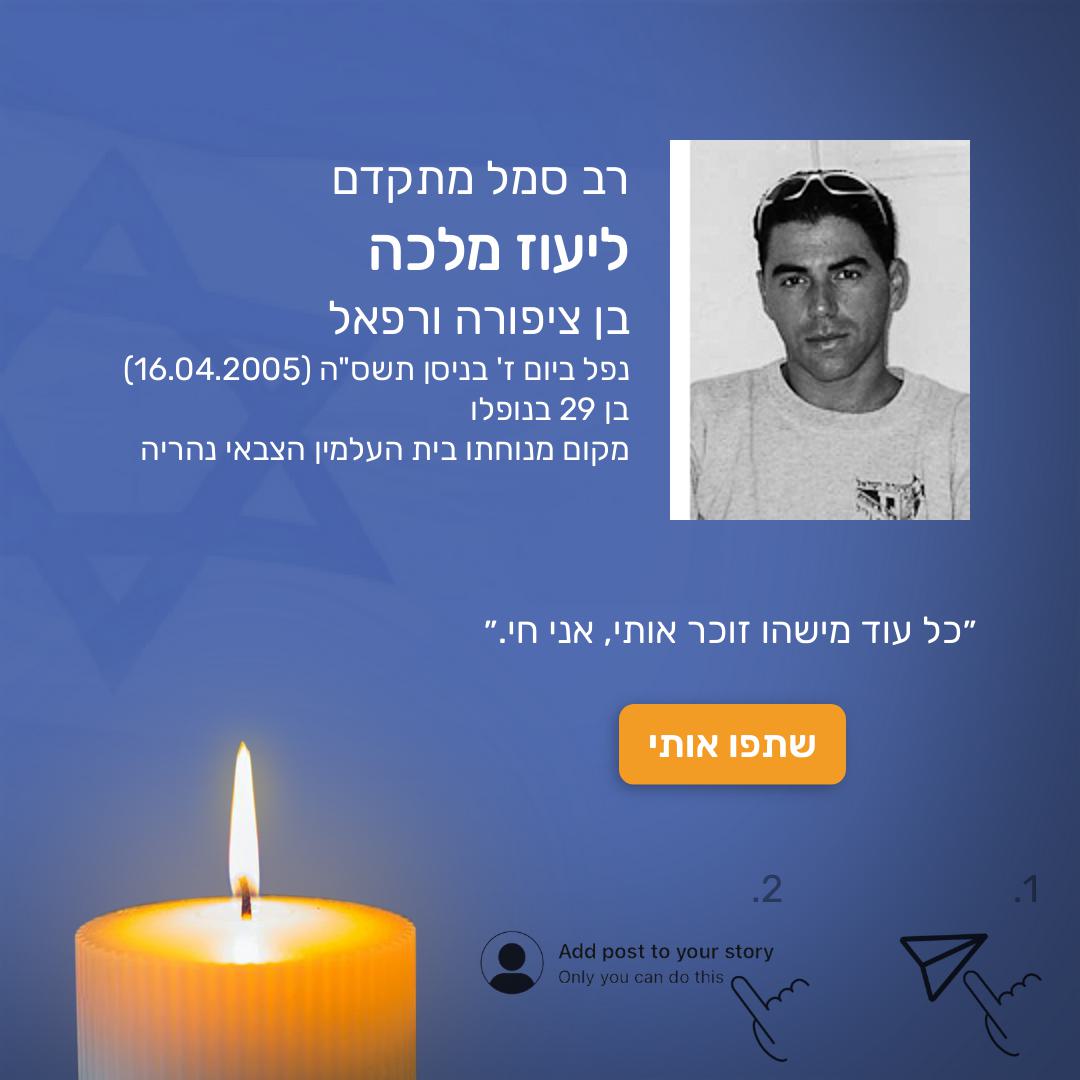 רב סמל מתקדם
ליעוז מלכה
בן ציפורה ורפאל
נפל ביום ז' בניסן תשס"ה (16.04.2005)
בן 29 בנופלו
מקום מנוחתו בית העלמין הצבאי נהריה
״כל עוד מישהו זוכר אותי, אני חי.״
שתפו אותי
1.
2.
Add post to your story
Only you can do this